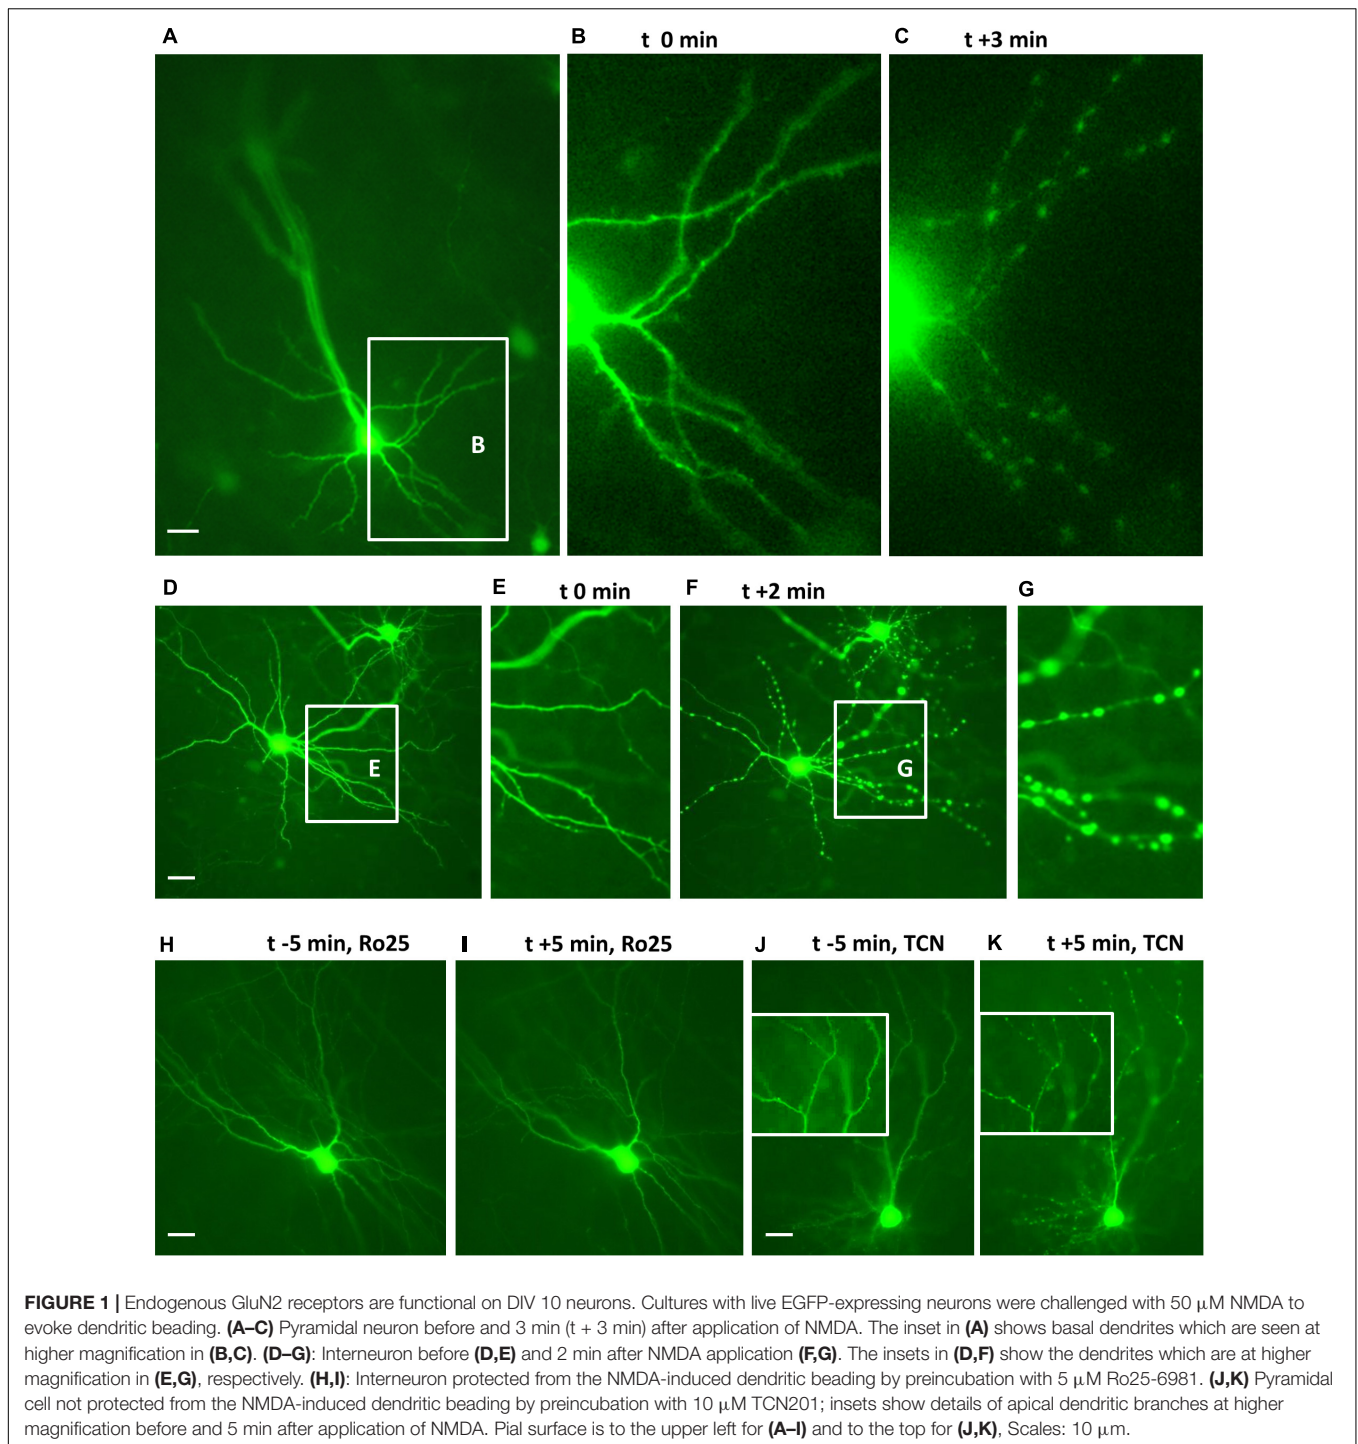 A
B t 0 min
C t +3 min
B
D
E t 0 min
F t +2 min
G
E
G
H t -5 min, Ro25
I t +5 min, Ro25
J t -5 min, TCN
K t +5 min, TCN
FIGURE 1 | Endogenous GluN2 receptors are functional on DIV 10 neurons. Cultures with live EGFP-expressing neurons were challenged with 50 μM NMDA to
evoke dendritic beading. (A–C) Pyramidal neuron before and 3 min (t + 3 min) after application of NMDA. The inset in (A) shows basal dendrites which are seen at
higher magnification in (B,C). (D–G): Interneuron before (D,E) and 2 min after NMDA application (F,G). The insets in (D,F) show the dendrites which are at higher
magnification in (E,G), respectively. (H,I): Interneuron protected from the NMDA-induced dendritic beading by preincubation with 5 μM Ro25-6981. (J,K) Pyramidal
cell not protected from the NMDA-induced dendritic beading by preincubation with 10 μM TCN201; insets show details of apical dendritic branches at higher
magnification before and 5 min after application of NMDA. Pial surface is to the upper left for (A–I) and to the top for (J,K), Scales: 10 μm.